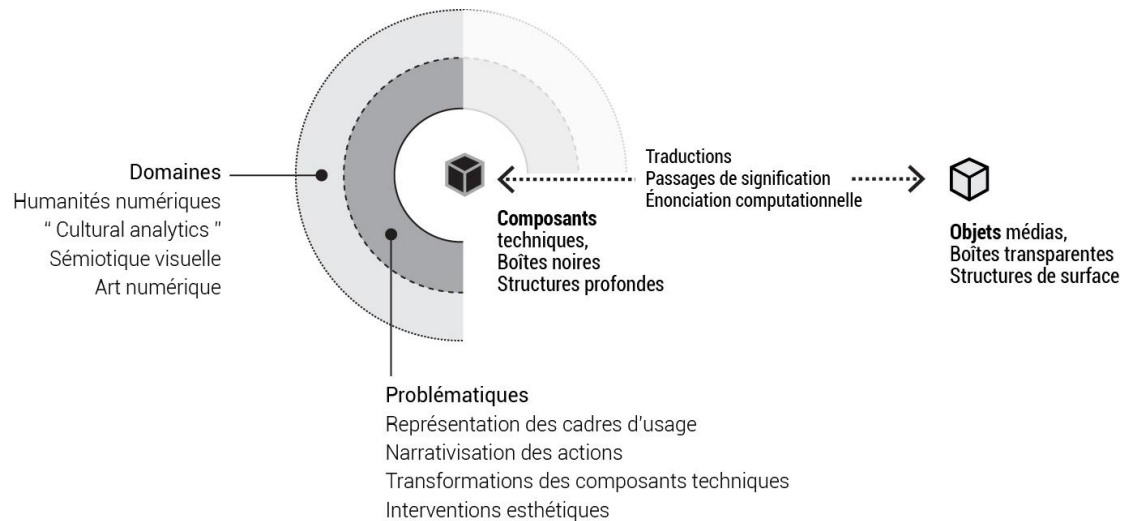 Domaines
Humanités numériques
“ Cultural analytics ”
Sémiotique visuelle
Art numérique
Traductions
Passages de signification
Énonciation computationnelle
Composants
techniques,
Boîtes noires
Structures profondes
Objets médias,
Boîtes transparentes
Structures de surface
Problématiques
Représentation des cadres d'usage
Narrativisation des actions
Transformations des composants techniques
Interventions esthétiques